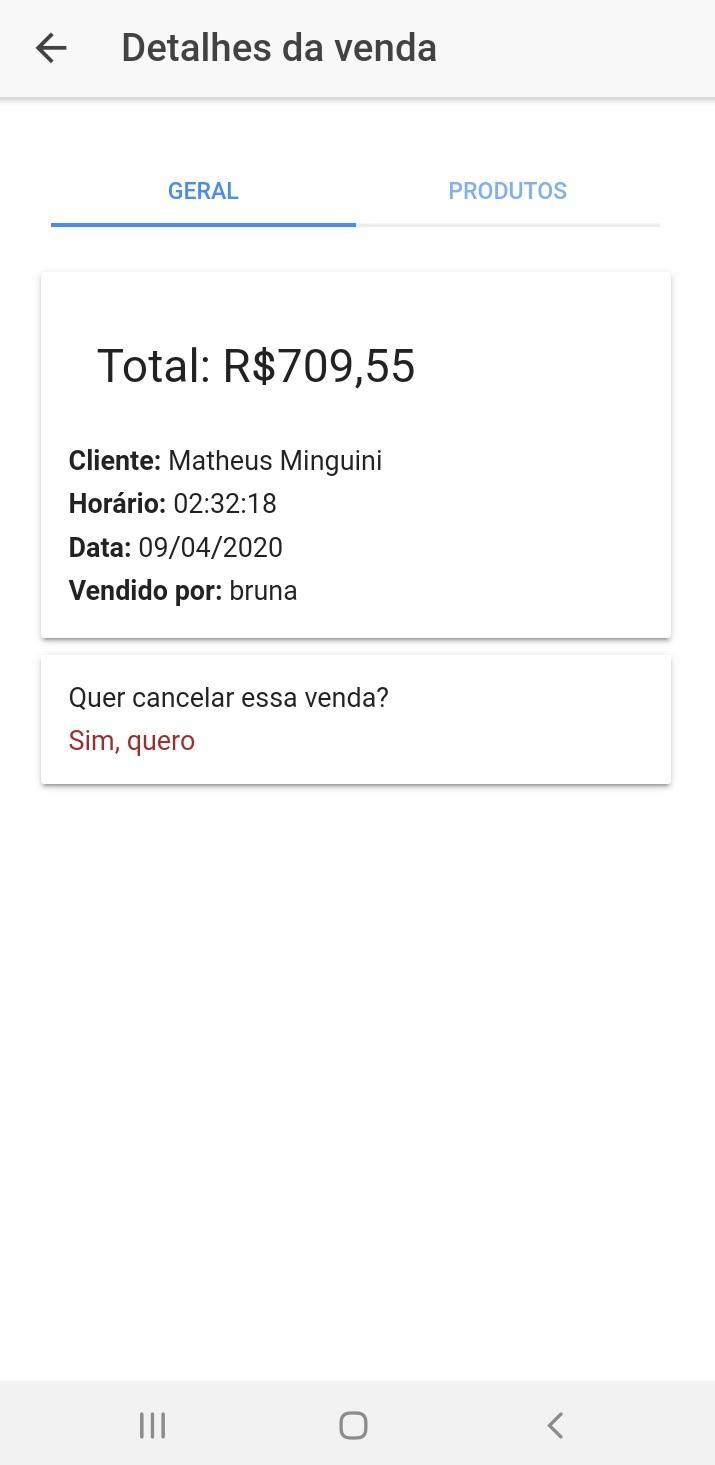 Detalhes da venda
GERAL
PRODUTOS
Total: R$709,55
Cliente: Matheus Minguini
Horário: 02:32:18
Data: 09/04/2020
Vendido por: bruna
Quer cancelar essa venda?
Sim, quero